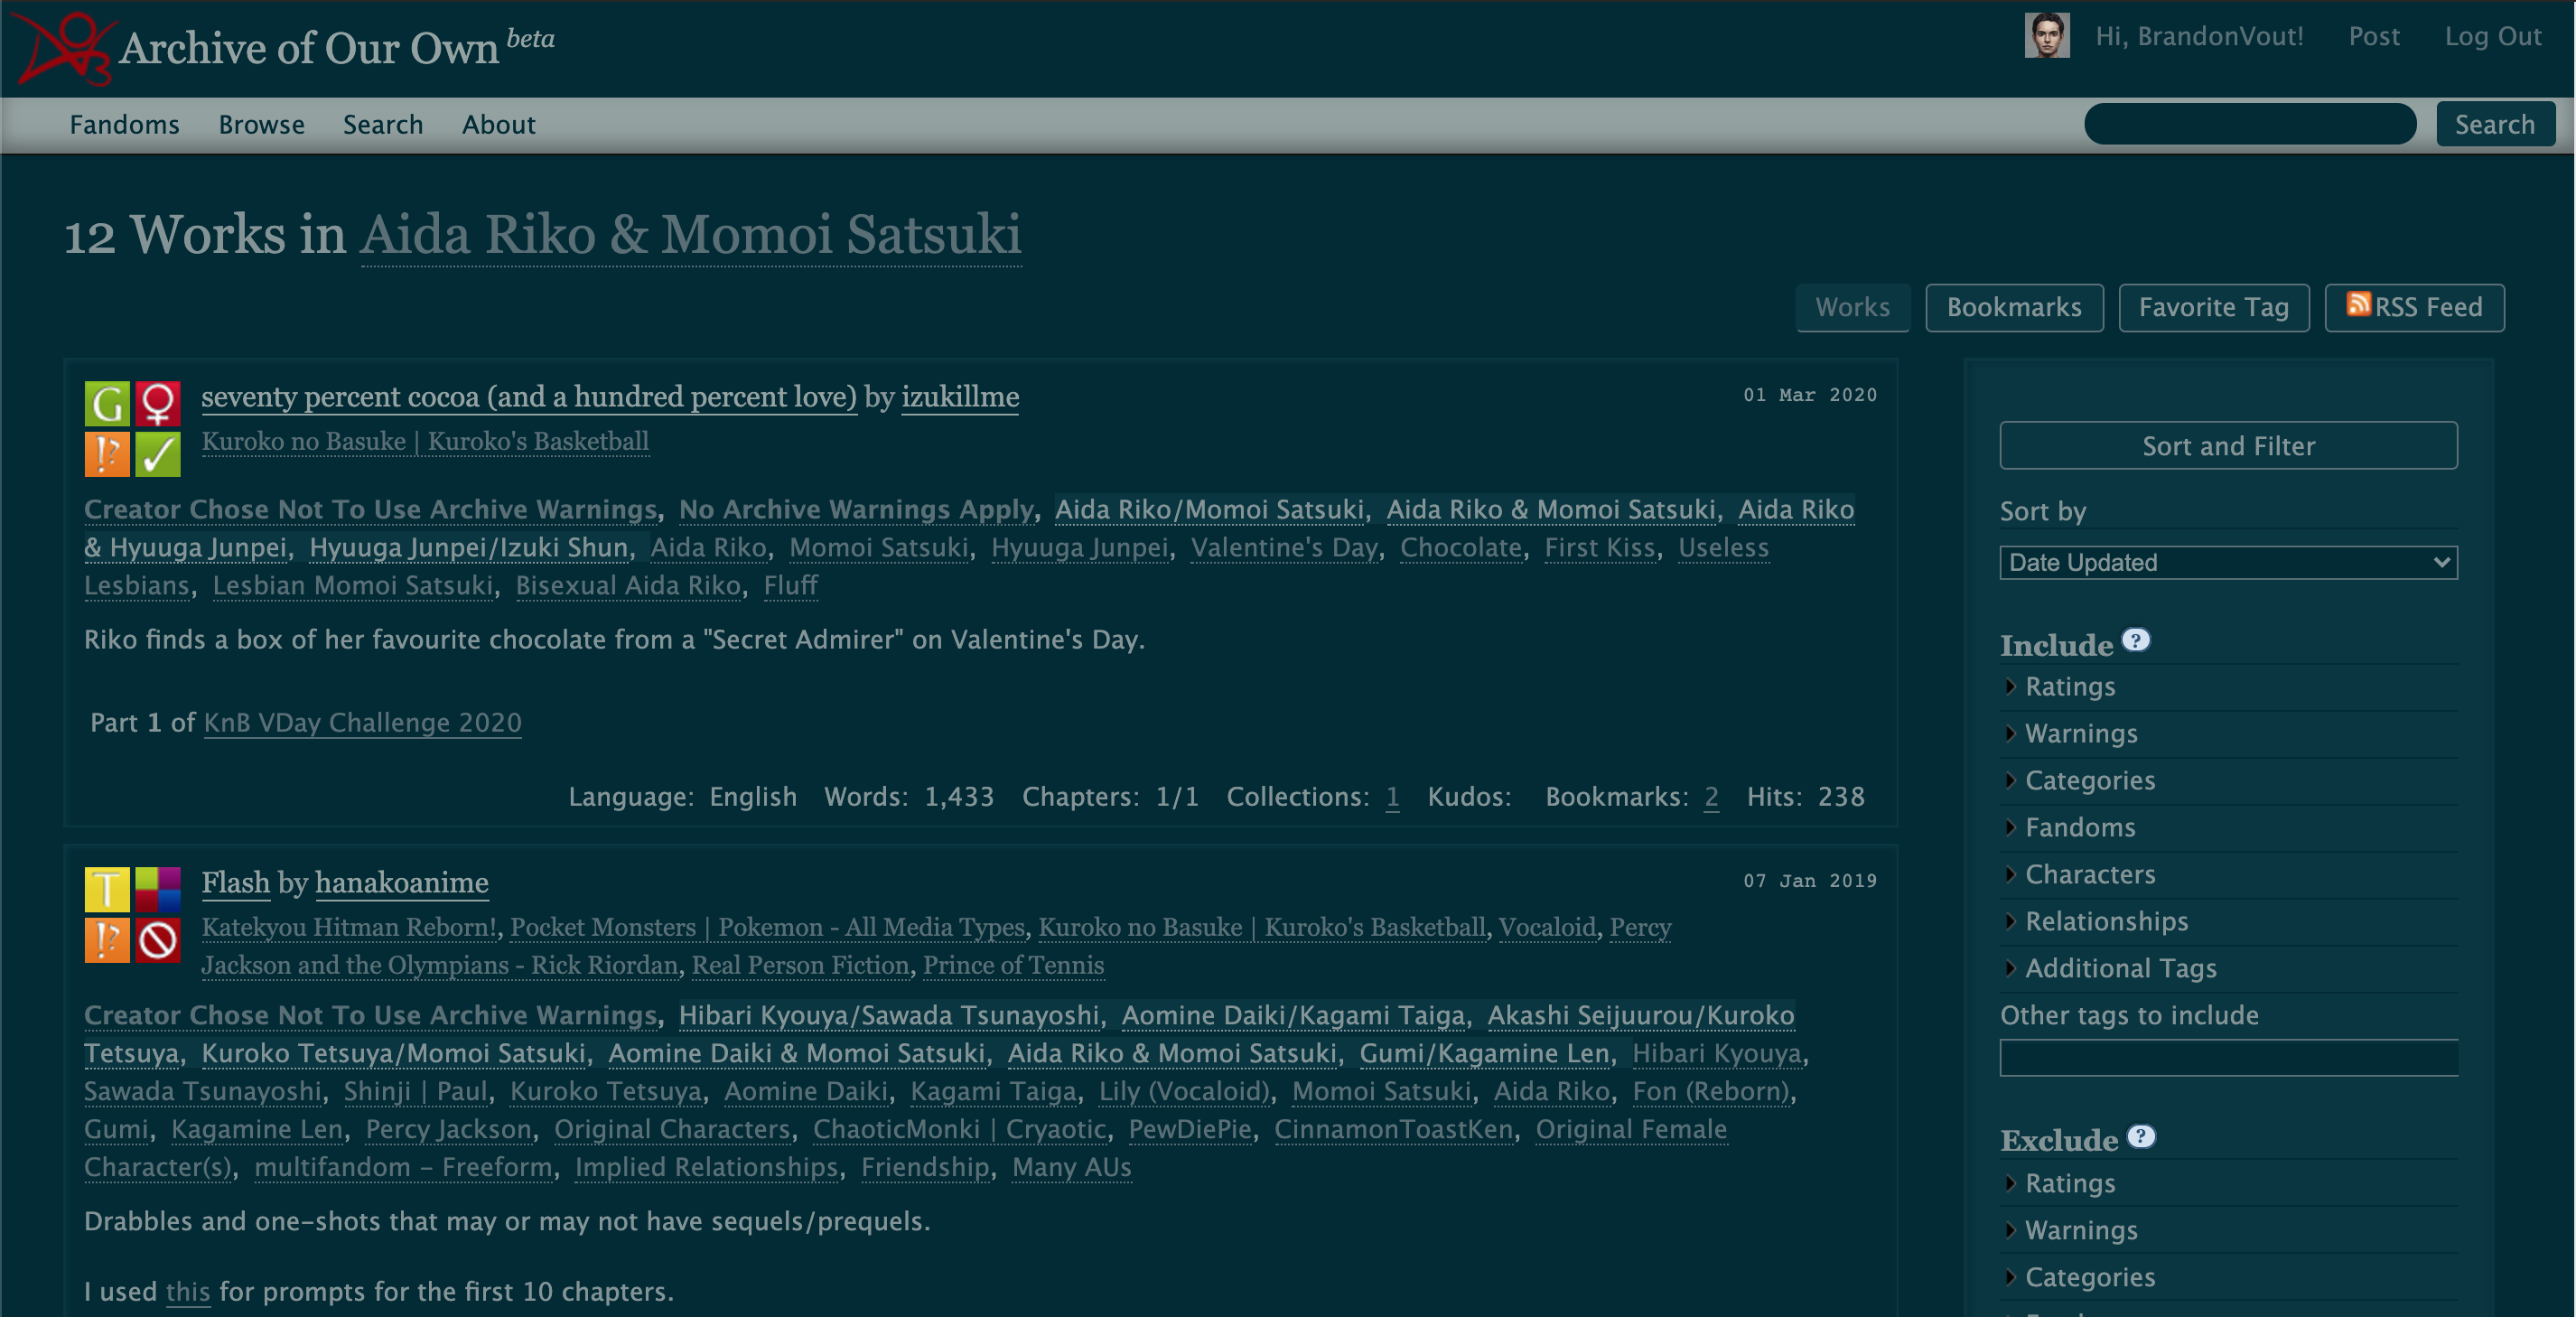 Archive of Our Own beta
Hi, BrandonVout! Post Log Out
Fandoms Browse Search About
Search
12 Works in Aida Riko & Momoi Satsuki
Works Bookmarks Favorite Tag RSS Feed
seventy percent cocoa (and a hundred percent love) by izukillme
01 Mar 2020
Kuroko no Basuke | Kuroko's Basketball
Creator Chose Not To Use Archive Warnings, No Archive Warnings Apply, Aida Riko/Momoi Satsuki, Aida Riko & Momoi Satsuki, Aida Riko
& Hyuuga Junpei, Hyuuga Junpei/Izuki Shun, Aida Riko, Momoi Satsuki, Hyuuga Junpei, Valentine's Day, Chocolate, First Kiss, Useless
Lesbians, Lesbian Momoi Satsuki, Bisexual Aida Riko, Fluff
Riko finds a box of her favourite chocolate from a "Secret Admirer" on Valentine's Day.
Part 1 of KnB VDay Challenge 2020
Language: English Words: 1,433 Chapters: 1/1 Collections: 1 Kudos: Bookmarks: 2 Hits: 238
T
Flash by hanakoanime
07 Jan 2019
Katekyou Hitman Reborn!, Pocket Monsters | Pokemon - All Media Types, Kuroko no Basuke | Kuroko's Basketball, Vocaloid, Percy
Jackson and the Olympians - Rick Riordan, Real Person Fiction, Prince of Tennis
Creator Chose Not To Use Archive Warnings, Hibari Kyouya/Sawada Tsunayoshi, Aomine Daiki/Kagami Taiga, Akashi Seijuurou/Kuroko
Tetsuya, Kuroko Tetsuya/Momoi Satsuki, Aomine Daiki & Momoi Satsuki, Aida Riko & Momoi Satsuki, Gumi/Kagamine Len, Hibari Kyouya,
Sawada Tsunayoshi, Shinji | Paul, Kuroko Tetsuya, Aomine Daiki, Kagami Taiga, Lily (Vocaloid), Momoi Satsuki, Aida Riko, Fon (Reborn),
Gumi, Kagamine Len, Percy Jackson, Original Characters, ChaoticMonki | Cryaotic, PewDiePie, CinnamonToastKen, Original Female
Character(s), multifandom - Freeform, Implied Relationships, Friendship, Many AUs
Drabbles and one-shots that may or may not have sequels/prequels.
I used this for prompts for the first 10 chapters.
Sort and Filter
Sort by
Date Updated
Include ?
Ratings
Warnings
Categories
Fandoms
Characters
Relationships
Additional Tags
Other tags to include
Exclude ?
Ratings
Warnings
Categories